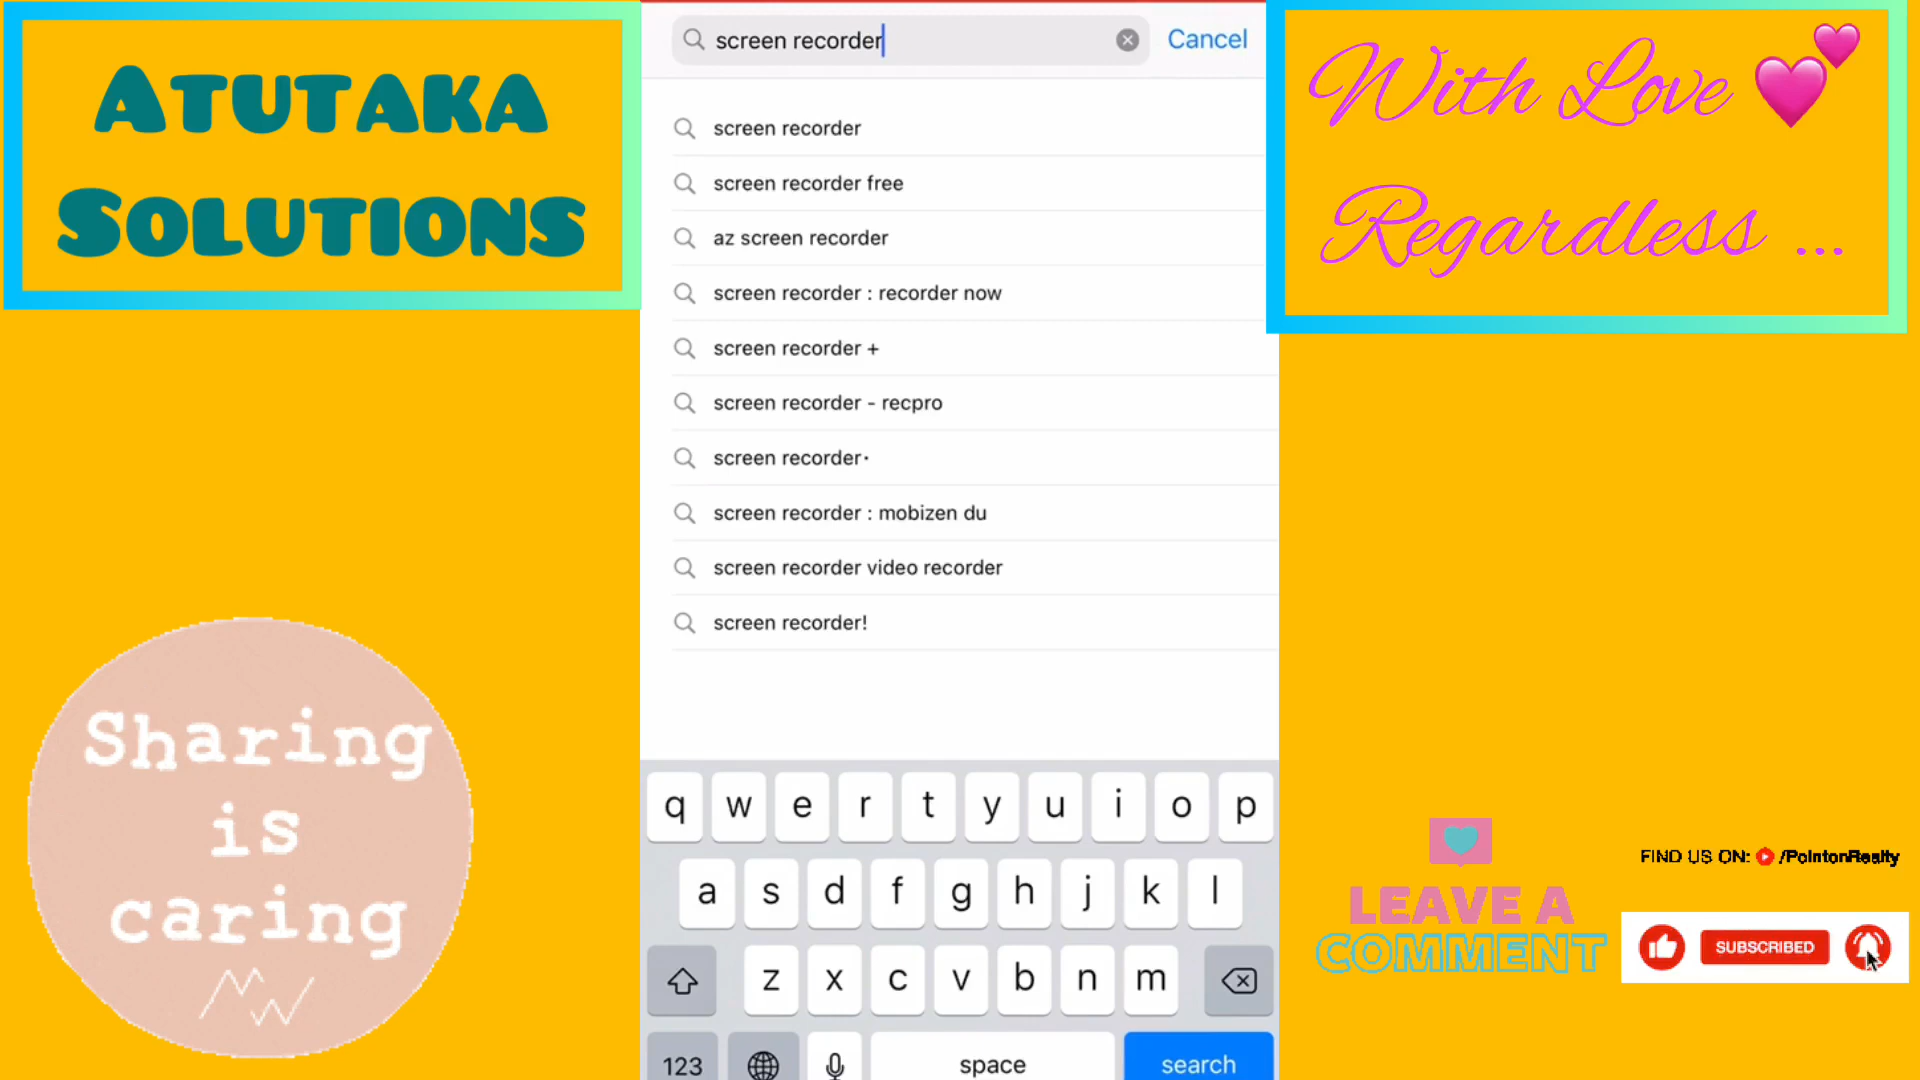 ATUTAKA
SOLUTIONS
screen recorder
Cancel
screen recorder
screen recorder free
az screen recorder
screen recorder : recorder now
screen recorder +
screen recorder - recpro
screen recorder·
screen recorder : mobizen du
screen recorder video recorder
screen recorder!
q w e r t y u i o p
a s d f g h j k l
z x c v b n m
123
space
search
With Love
Regardless ...
Sharing
is
caring
LEAVE A
COMMENT
FIND US ON: /PointonRealty
SUBSCRIBED